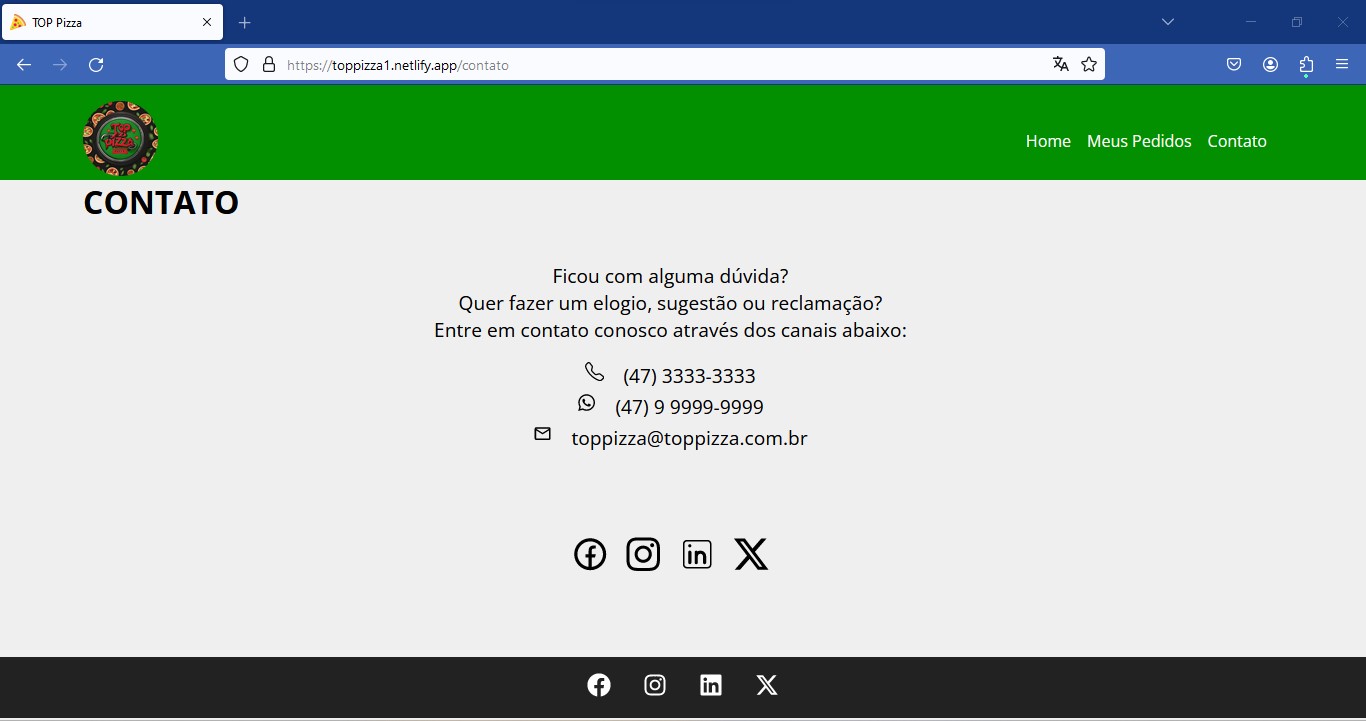 TOP Pizza
https://toppizza1.netlify.app/contato
TOP
PIZZA
Home Meus Pedidos Contato
CONTATO
Ficou com alguma dúvida?
Quer fazer um elogio, sugestão ou reclamação?
Entre em contato conosco através dos canais abaixo:
(47) 3333-3333
(47) 9 9999-9999
toppizza@toppizza.com.br